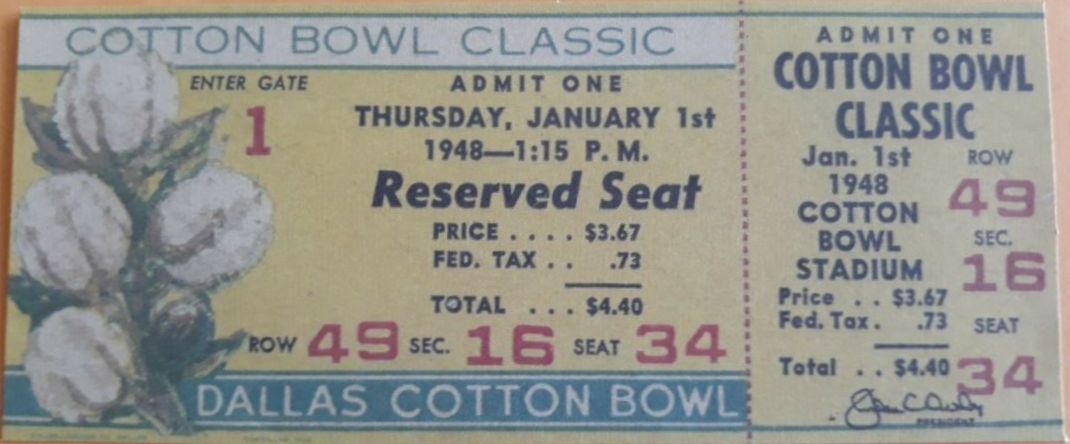 COTTON BOWL CLASSIC
ENTER GATE
1
ADMIT ONE
THURSDAY, JANUARY 1st
1948—1:15 P. M.
Reserved Seat
PRICE . . . . $3.67
FED. TAX . . .73
TOTAL . . . $4.40
ROW 49 SEC. 16 SEAT 34
DALLAS COTTON BOWL
ADMIT ONE
COTTON BOWL
CLASSIC
Jan. 1st
1948
COTTON
BOWL
STADIUM
Price . . $3.67
Fed. Tax. .73
Total . . $4.40
ROW
49
SEC.
16
SEAT
34
PRESIDENT